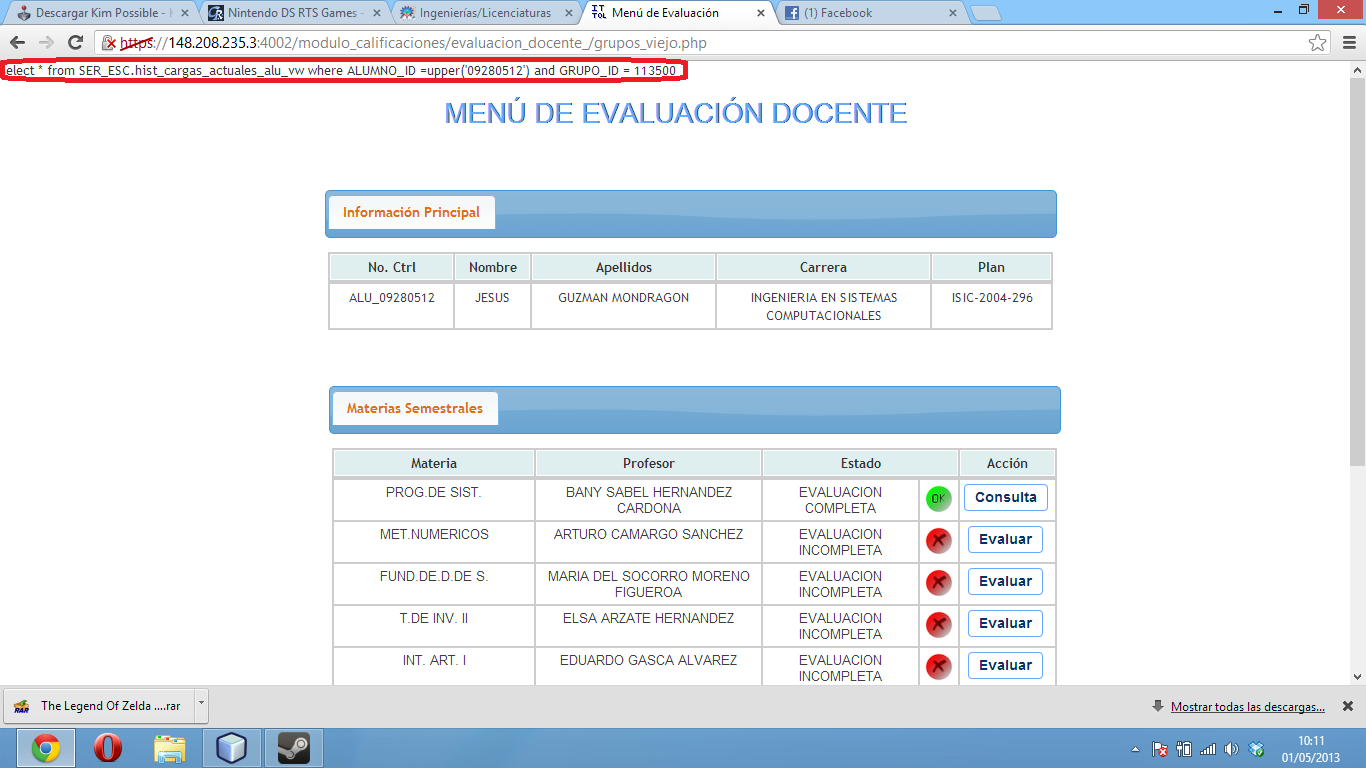 Descargar Kim Possible -
Nintendo DS RTS Games -
Ingenierías/Licenciaturas
IT TOL
Menú de Evaluación
(1) Facebook
https://148.208.235.3:4002/modulo_calificaciones/evaluacion_docente_/grupos_viejo.php
elect * from SER_ESC.hist_cargas_actuales_alu_vw where ALUMNO_ID =upper('09280512') and GRUPO_ID = 113500
MENÚ DE EVALUACIÓN DOCENTE
Información Principal
No. Ctrl Nombre Apellidos Carrera Plan
ALU_09280512 JESUS GUZMAN MONDRAGON INGENIERIA EN SISTEMAS ISIC-2004-296
COMPUTACIONALES
Materias Semestrales
Materia Profesor Estado Acción
PROG.DE SIST. BANY SABEL HERNANDEZ EVALUACION OK Consulta
CARDONA COMPLETA
MET.NUMERICOS ARTURO CAMARGO SANCHEZ EVALUACION Evaluar
INCOMPLETA
FUND.DE.D.DE S. MARIA DEL SOCORRO MORENO EVALUACION Evaluar
FIGUEROA INCOMPLETA
T.DE INV. II ELSA ARZATE HERNANDEZ EVALUACION Evaluar
INCOMPLETA
INT. ART. I EDUARDO GASCA ALVAREZ EVALUACION Evaluar
INCOMPLETA
The Legend Of Zelda ....rar
Mostrar todas las descargas...
10:11
01/05/2013